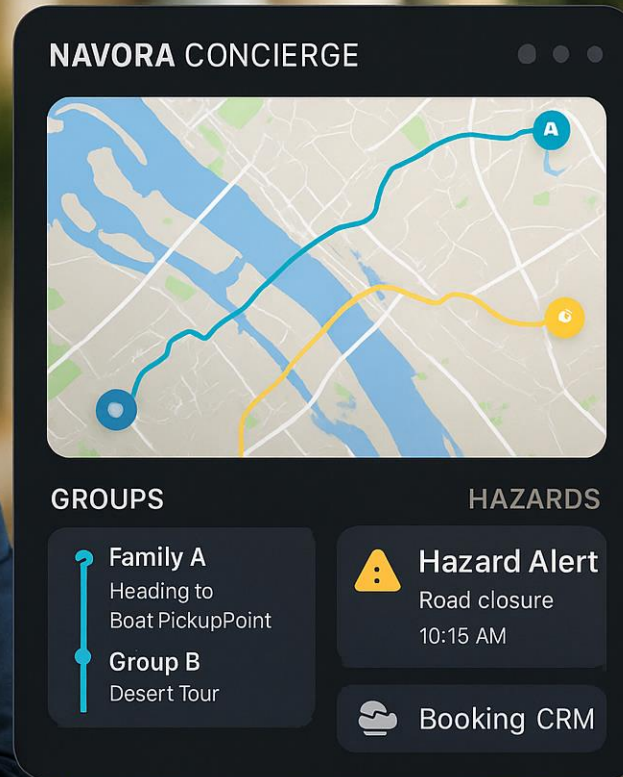 NAVORA CONCIERGE
A
GROUPS
HAZARDS
Family A
Heading to
Boat PickupPoint
Group B
Desert Tour
Hazard Alert
Road closure
10:15 AM
Booking CRM